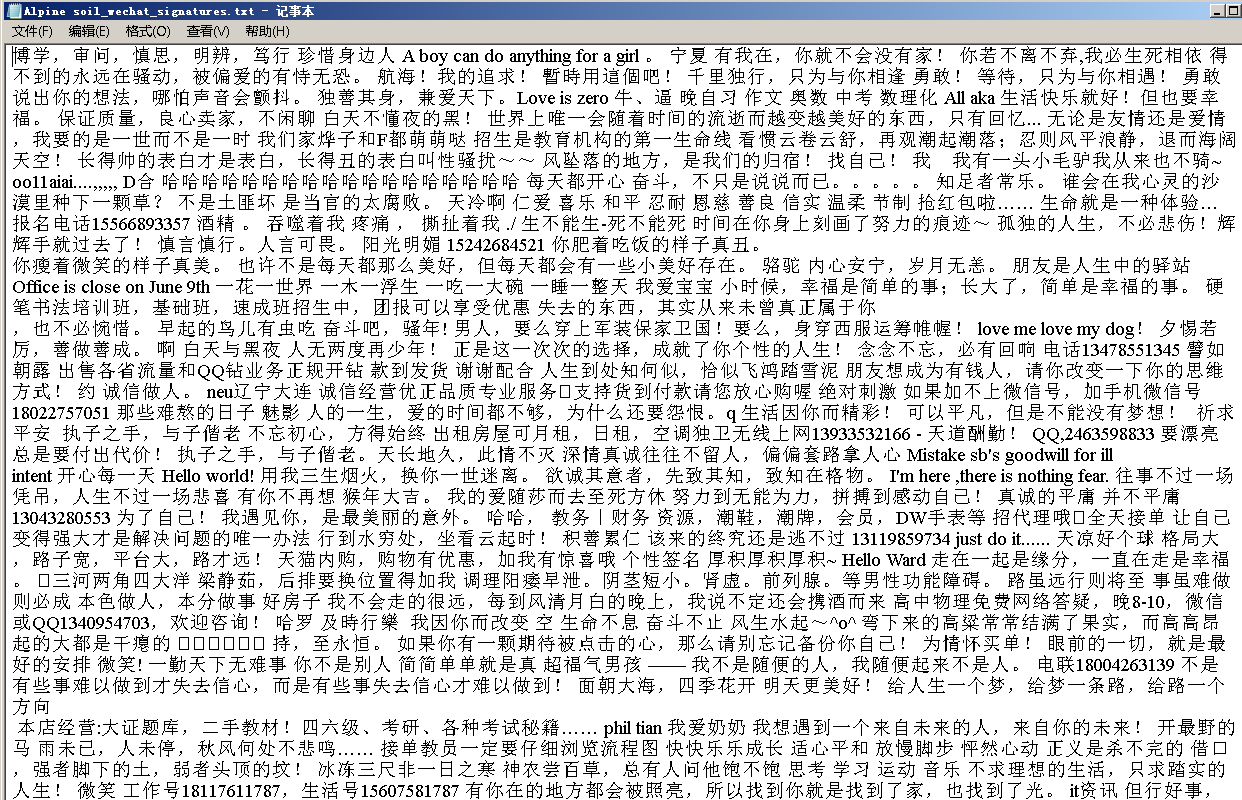 Alpine soil_wechat_signatures.txt - 记事本
文件(F) 编辑(E) 格式(O) 查看(V) 帮助(H)
博学，审问，慎思，明辨，笃行 珍惜身边人 A boy can do anything for a girl 。 宁夏 有我在，你就不会没有家！ 你若不离不弃,我必生死相依 得
不到的永远在骚动，被偏爱的有恃无恐。 航海！我的追求！ 暫時用這個吧！ 千里独行，只为与你相逢 勇敢！ 等待，只为与你相遇！ 勇敢
说出你的想法，哪怕声音会颤抖。 独善其身，兼爱天下。Love is zero 牛、逼 晚自习 作文 奥数 中考 数理化 All aka 生活快乐就好！但也要幸
福。 保证质量，良心卖家，不闲聊 白天不懂夜的黑！ 世界上唯一会随着时间的流逝而越变越美好的东西，只有回忆... 无论是友情还是爱情
，我要的是一世而不是一时 我们家烨子和F都萌萌哒 招生是教育机构的第一生命线 看惯云卷云舒，再观潮起潮落；忍则风平浪静，退而海阔
天空！ 长得帅的表白才是表白，长得丑的表白叫性骚扰～～ 风坠落的地方，是我们的归宿！ 找自己！ 我 我有一头小毛驴我从来也不骑~
oo11aiai....,,,,, D合 哈哈哈哈哈哈哈哈哈哈哈哈哈哈哈哈哈哈 每天都开心 奋斗，不只是说说而已。。。。。 知足者常乐。 谁会在我心灵的沙
漠里种下一颗草？ 不是土匪坏 是当官的太腐败。 天冷啊 仁爱 喜乐 和平 忍耐 恩慈 善良 信实 温柔 节制 抢红包啦…… 生命就是一种体验…
报名电话15566893357 酒精 。 吞噬着我 疼痛 ， 撕扯着我 ./ 生不能生-死不能死 时间在你身上刻画了努力的痕迹～ 孤独的人生，不必悲伤！辉
辉手就过去了！ 慎言慎行。人言可畏。 阳光明媚 15242684521 你肥着吃饭的样子真丑。
你瘦着微笑的样子真美。 也许不是每天都那么美好，但每天都会有一些小美好存在。 骆驼 内心安宁，岁月无恙。 朋友是人生中的驿站
Office is close on June 9th 一花一世界 一木一浮生 一吃一大碗 一睡一整天 我爱宝宝 小时候，幸福是简单的事；长大了，简单是幸福的事。 硬
笔书法培训班，基础班，速成班招生中，团报可以享受优惠 失去的东西，其实从来未曾真正属于你
，也不必惋惜。 早起的鸟儿有虫吃 奋斗吧，骚年! 男人，要么穿上军装保家卫国！要么，身穿西服运筹帷幄！ love me love my dog！ 夕惕若
厉，善做善成。 啊 白天与黑夜 人无两度再少年！ 正是这一次次的选择，成就了你个性的人生！ 念念不忘，必有回响 电话13478551345 譬如
朝露 出售各省流量和QQ钻业务正规开钻 款到发货 谢谢配合 人生到处知何似，恰似飞鸿踏雪泥 朋友想成为有钱人，请你改变一下你的思维
方式！ 约 诚信做人。 neu辽宁大连 诚信经营优正品质专业服务支持货到付款请您放心购喔 绝对刺激 如果加不上微信号，加手机微信号
18022757051 那些难熬的日子 魅影 人的一生，爱的时间都不够，为什么还要怨恨。q 生活因你而精彩！ 可以平凡，但是不能没有梦想！ 祈求
平安 执子之手，与子偕老 不忘初心，方得始终 出租房屋可月租，日租，空调独卫无线上网13933532166 - 天道酬勤！ QQ,2463598833 要漂亮
总是要付出代价！ 执子之手，与子偕老。天长地久，此情不灭 深情真诚往往不留人，偏偏套路拿人心 Mistake sb's goodwill for ill
intent 开心每一天 Hello world! 用我三生烟火，换你一世迷离。 欲诚其意者，先致其知，致知在格物。 I'm here ,there is nothing fear. 往事不过一场
凭吊，人生不过一场悲喜 有你不再想 猴年大吉。 我的爱随莎而去至死方休 努力到无能为力，拼搏到感动自己！ 真诚的平庸 并不平庸
13043280553 为了自己！ 我遇见你，是最美丽的意外。 哈哈， 教务｜财务 资源，潮鞋，潮牌，会员，DW手表等 招代理哦全天接单 让自己
变得强大才是解决问题的唯一办法 行到水穷处，坐看云起时！ 积善累仁 该来的终究还是逃不过 13119859734 just do it...... 天凉好个球 格局大
，路子宽，平台大，路才远！ 天猫内购，购物有优惠，加我有惊喜哦 个性签名 厚积厚积厚积~ Hello Ward 走在一起是缘分，一直在走是幸福
。 三河两角四大洋 梁静茹，后排要换位置得加我 调理阳痿早泄。阴茎短小。肾虚。前列腺。等男性功能障碍。 路虽远行则将至 事虽难做
则必成 本色做人，本分做事 好房子 我不会走的很远，每到风清月白的晚上，我说不定还会携酒而来 高中物理免费网络答疑，晚8-10，微信
或QQ1340954703，欢迎咨询！ 哈罗 及時行樂 我因你而改变 空 生命不息 奋斗不止 风生水起～^o^ 弯下来的高粱常常结满了果实，而高高昂
起的大都是干瘪的 持，至永恒。 如果你有一颗期待被点击的心，那么请别忘记备份你自己！ 为情怀买单！ 眼前的一切，就是最
好的安排 微笑! 一勤天下无难事 你不是别人 简简单单就是真 超福气男孩 —— 我不是随便的人，我随便起来不是人。 电联18004263139 不是
有些事难以做到才失去信心，而是有些事失去信心才难以做到！ 面朝大海，四季花开 明天更美好！ 给人生一个梦，给梦一条路，给路一个
方向
本店经营:大证题库，二手教材！四六级、考研、各种考试秘籍…… phil tian 我爱奶奶 我想遇到一个来自未来的人，来自你的未来！ 开最野的
马 雨未已，人未停，秋风何处不悲鸣…… 接单教员一定要仔细浏览流程图 快快乐乐成长 适心平和 放慢脚步 怦然心动 正义是杀不完的 借口
，强者脚下的土，弱者头顶的坟！ 冰冻三尺非一日之寒 神农尝百草，总有人问他饱不饱 思考 学习 运动 音乐 不求理想的生活，只求踏实的
人生！ 微笑 工作号18117611787，生活号15607581787 有你在的地方都会被照亮，所以找到你就是找到了家，也找到了光。 it资讯 但行好事，